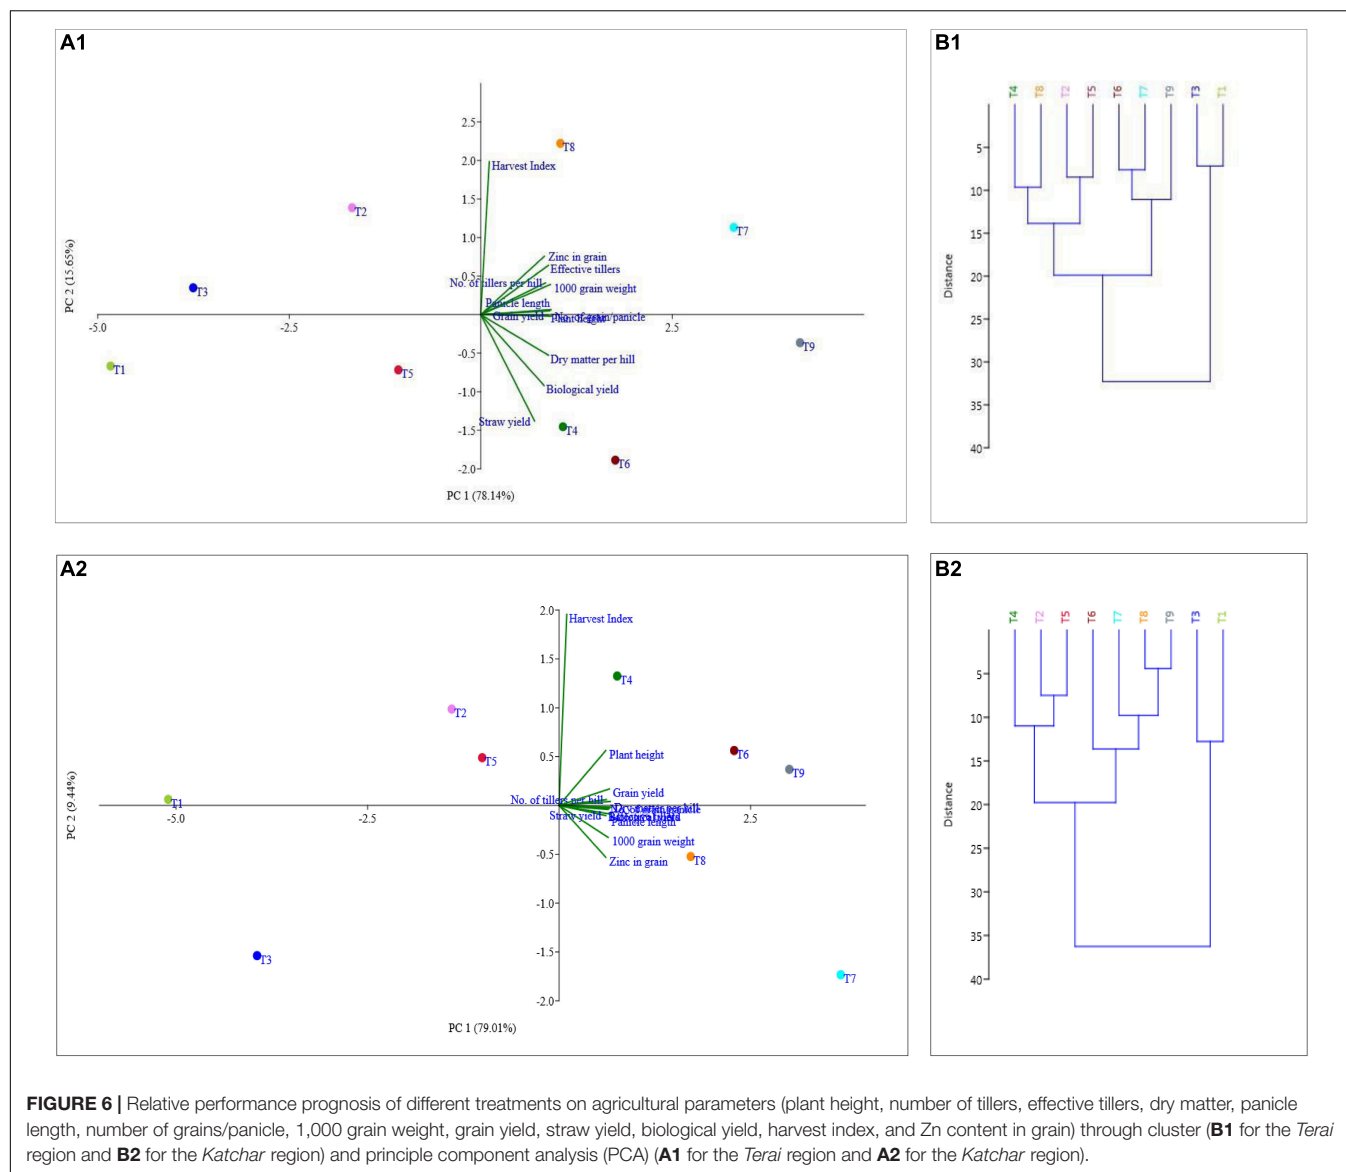 A1
2.5
2.0
1.5
1.0
0.5
-0.5
-1.0
-1.5
-2.0
-5.0
-2.5
2.5
PC 2 (15.65%)
PC 1 (78.14%)
T8
Harvest Index
T2
T7
Zinc in grain
Effective tillers
No. of tillers per hill
1000 grain weight
T3
Panicle length
Grain yield
No. of grain/panicle
Plant height
T9
Dry matter per hill
T1
T5
Biological yield
Straw yield
T4
T6
B1
T4
T8
T2
T5
T6
T7
T9
T3
T1
5
10
15
20
25
30
35
40
Distance
A2
2.0
1.5
1.0
0.5
-0.5
-1.0
-1.5
-2.0
-5.0
-2.5
2.5
PC 2 (9.44%)
PC 1 (79.01%)
Harvest Index
T4
T2
Plant height
T6
T5
T9
Grain yield
T1
No. of tillers per hill
Dry matter per hill
Straw yield
Panicle length
1000 grain weight
T8
Zinc in grain
T3
T7
B2
T4
T2
T5
T6
T7
T8
T9
T3
T1
5
10
15
20
25
30
35
40
Distance
FIGURE 6 | Relative performance prognosis of different treatments on agricultural parameters (plant height, number of tillers, effective tillers, dry matter, panicle
length, number of grains/panicle, 1,000 grain weight, grain yield, straw yield, biological yield, harvest index, and Zn content in grain) through cluster (B1 for the Terai
region and B2 for the Katchar region) and principle component analysis (PCA) (A1 for the Terai region and A2 for the Katchar region).